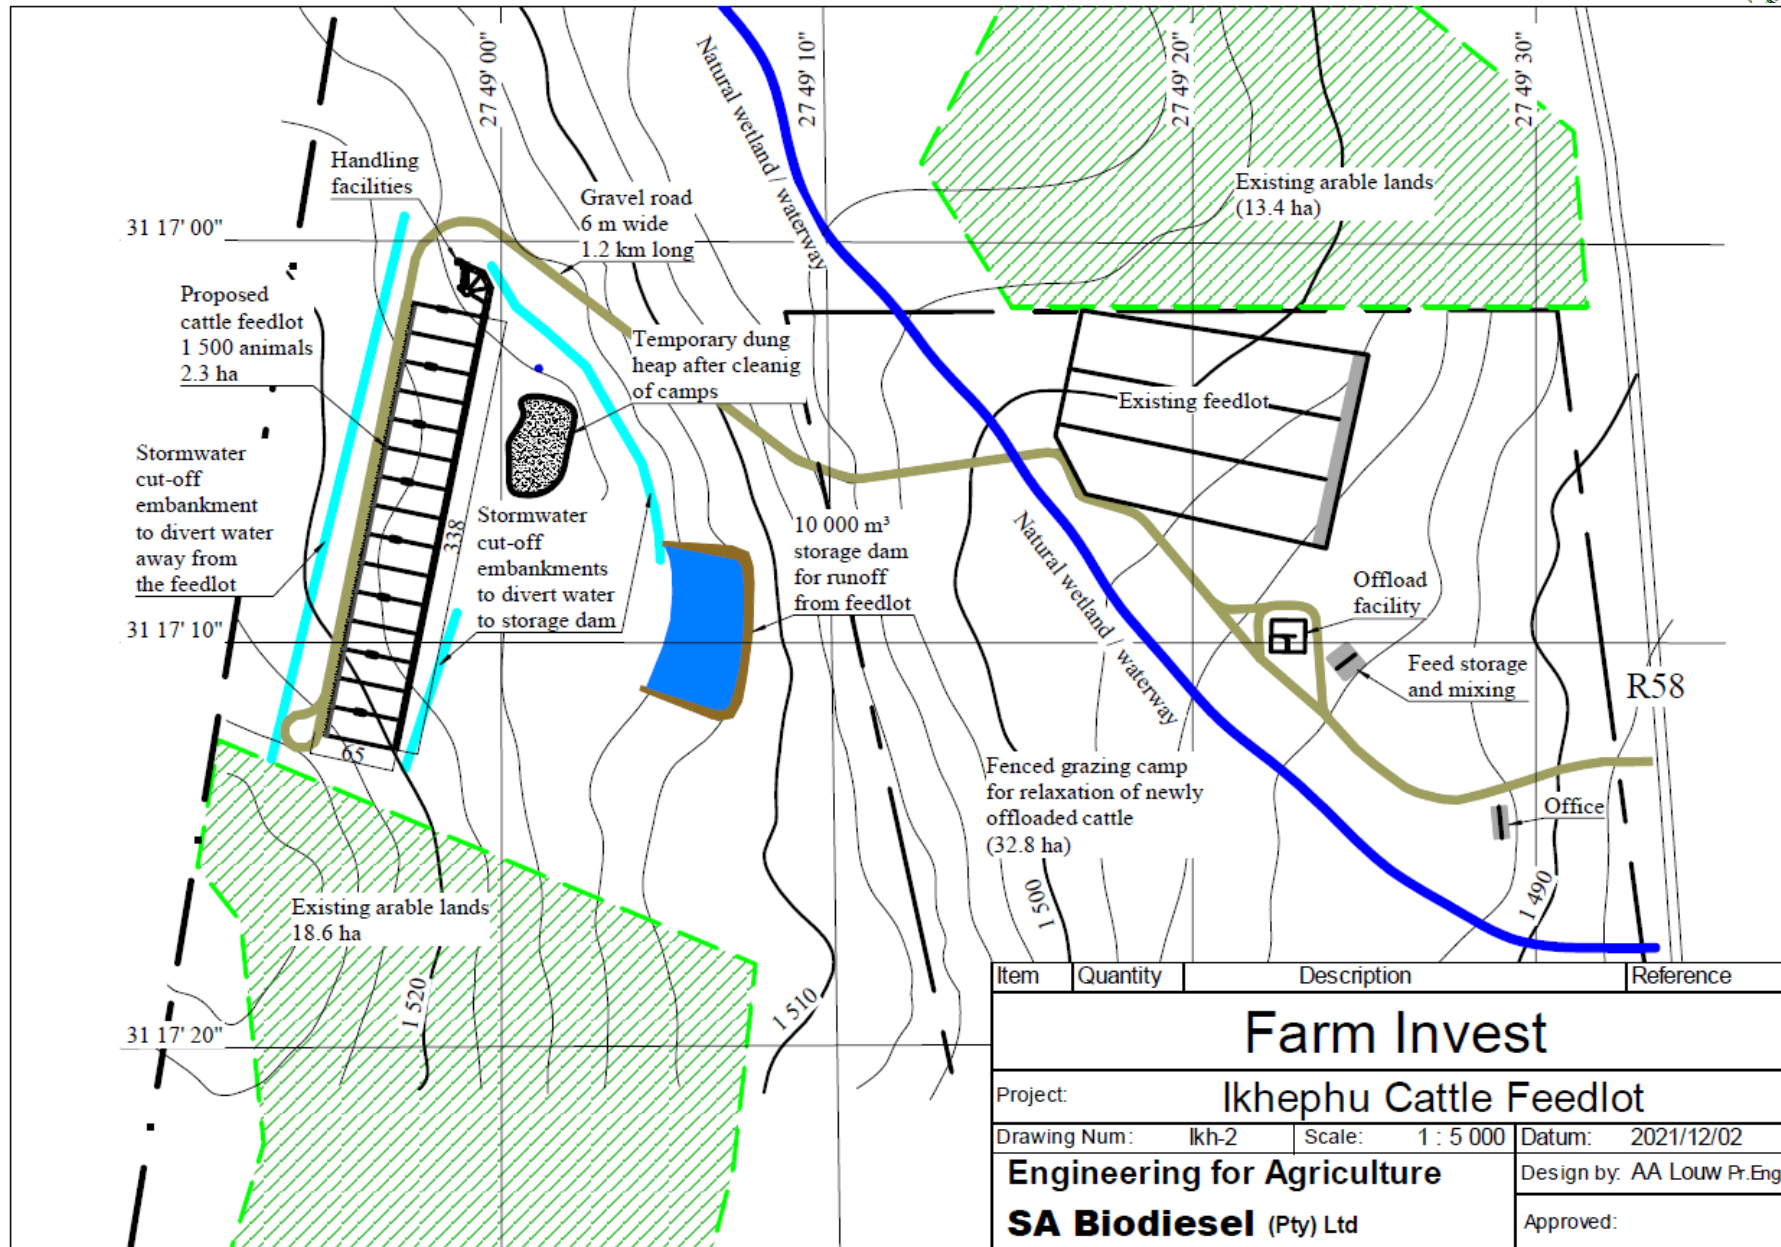 27 49' 00"
27 49' 10"
27 49' 20"
27 49' 30"
Natural wetland / waterway
Handling
facilities
Gravel road
6 m wide
1.2 km long
Existing arable lands
(13.4 ha)
31 17' 00"
Proposed
cattle feedlot
1 500 animals
2.3 ha
Temporary dung
heap after cleanig
of camps
Existing feedlot
Stormwater
cut-off
embankment
to divert water
away from
the feedlot
338
Stormwater
cut-off
embankments
to divert water
to storage dam
10 000 m³
storage dam
for runoff
from feedlot
Natural wetland / waterway
Offload
facility
31 17' 10"
Feed storage
and mixing
R58
65
Fenced grazing camp
for relaxation of newly
offloaded cattle
(32.8 ha)
Office
1 500
1 490
Existing arable lands
18.6 ha
1 520
1 510
31 17' 20"
Item Quantity Description Reference
Farm Invest
Project: Ikhephu Cattle Feedlot
Drawing Num: Ikh-2 Scale: 1 : 5 000 Datum: 2021/12/02
Engineering for Agriculture
Design by: AA Louw Pr.Eng
SA Biodiesel (Pty) Ltd
Approved: